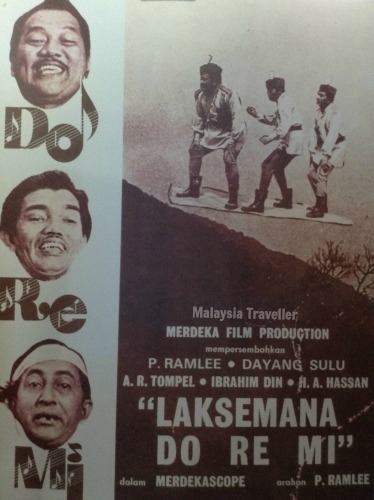 Do
Re
Mi
Malaysia Traveller
MERDEKA FILM PRODUCTION
mempersembahkan
P. RAMLEE • DAYANG SULU
A. R. TOMPEL • IBRAHIM DIN • H. A. HASSAN
"LAKSEMANA
DO RE MI"
dalam MERDEKASCOPE arahan P. RAMLEE